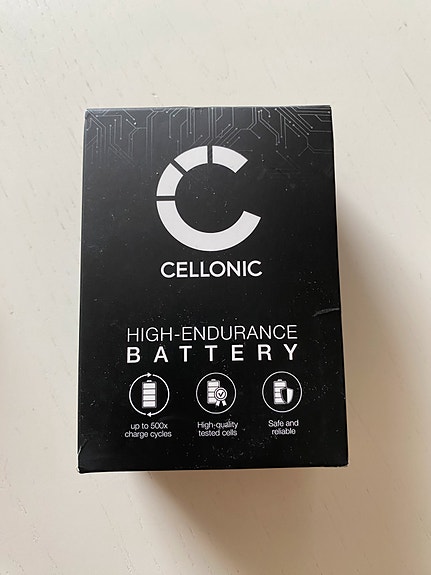 CELLONIC
HIGH-ENDURANCE
BATTERY
up to 500x
charge cycles
High-quality
tested cells
Safe and
reliable